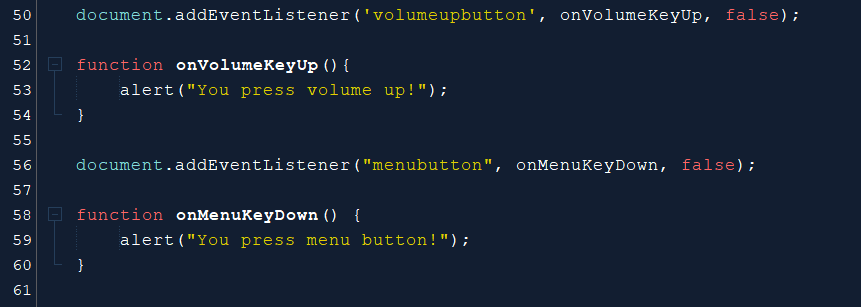 50 document.addEventListener('volumeupbutton', onVolumeKeyUp, false);
51
52 function onVolumeKeyUp(){
53 alert("You press volume up!");
54 }
55
56 document.addEventListener("menubutton", onMenuKeyDown, false);
57
58 function onMenuKeyDown() {
59 alert("You press menu button!");
60 }
61